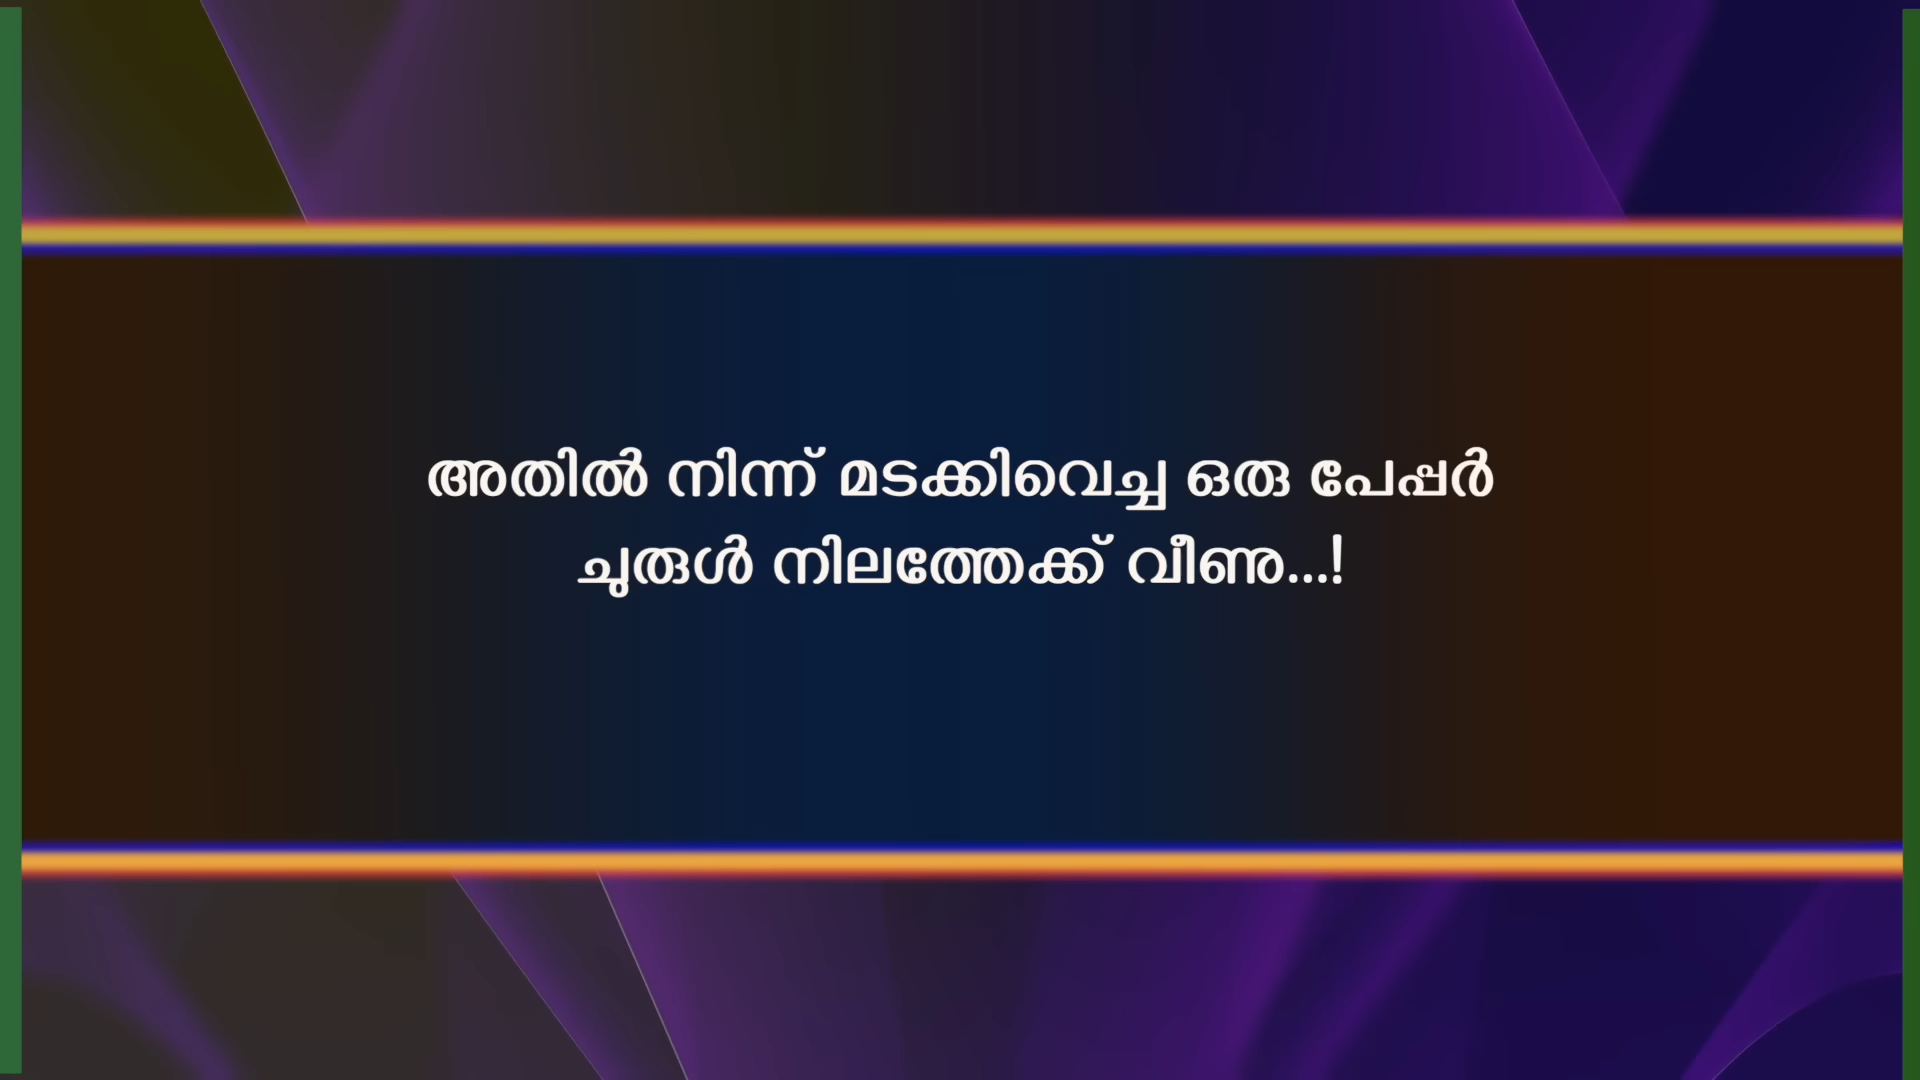 അതിൽ നിന്ന് മടക്കിവെച്ച ഒരു പേപ്പർ
ചുരുൾ നിലത്തേക്ക് വീണു...!